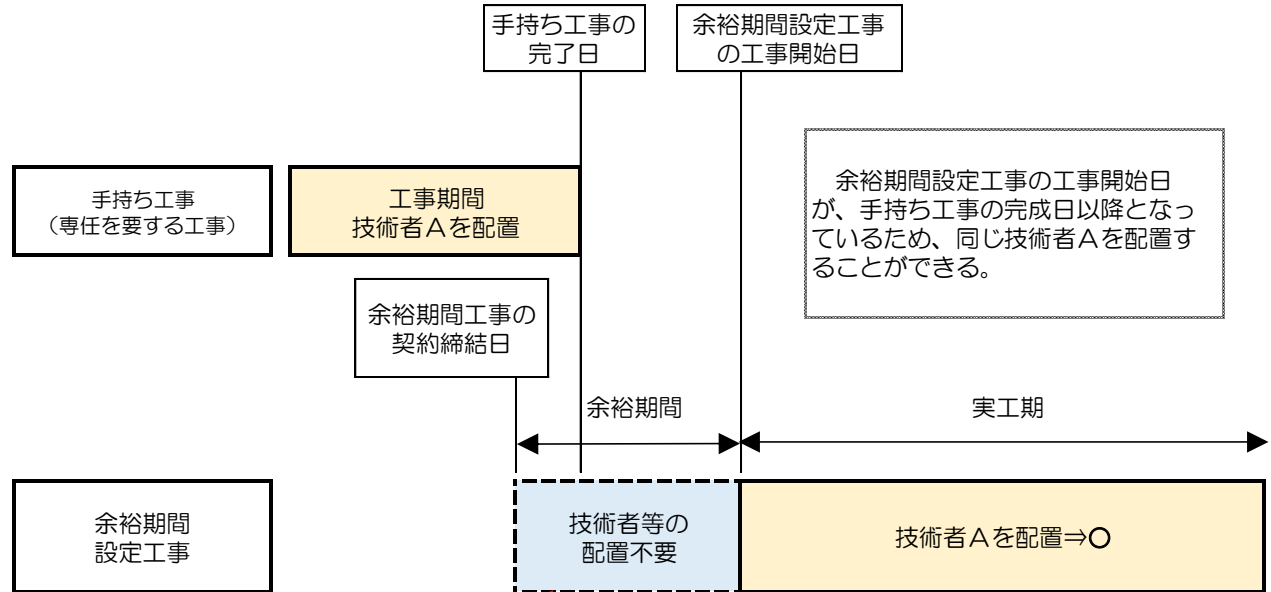 手持ち工事の
完了日
余裕期間設定工事
の工事開始日
手持ち工事
(専任を要する工事)
工事期間
技術者Aを配置
余裕期間設定工事の工事開始日
が、手持ち工事の完成日以降となっ
ているため、同じ技術者Aを配置す
ることができる。
余裕期間工事の
契約締結日
余裕期間
実工期
余裕期間
設定工事
技術者等の
配置不要
技術者Aを配置⇒○